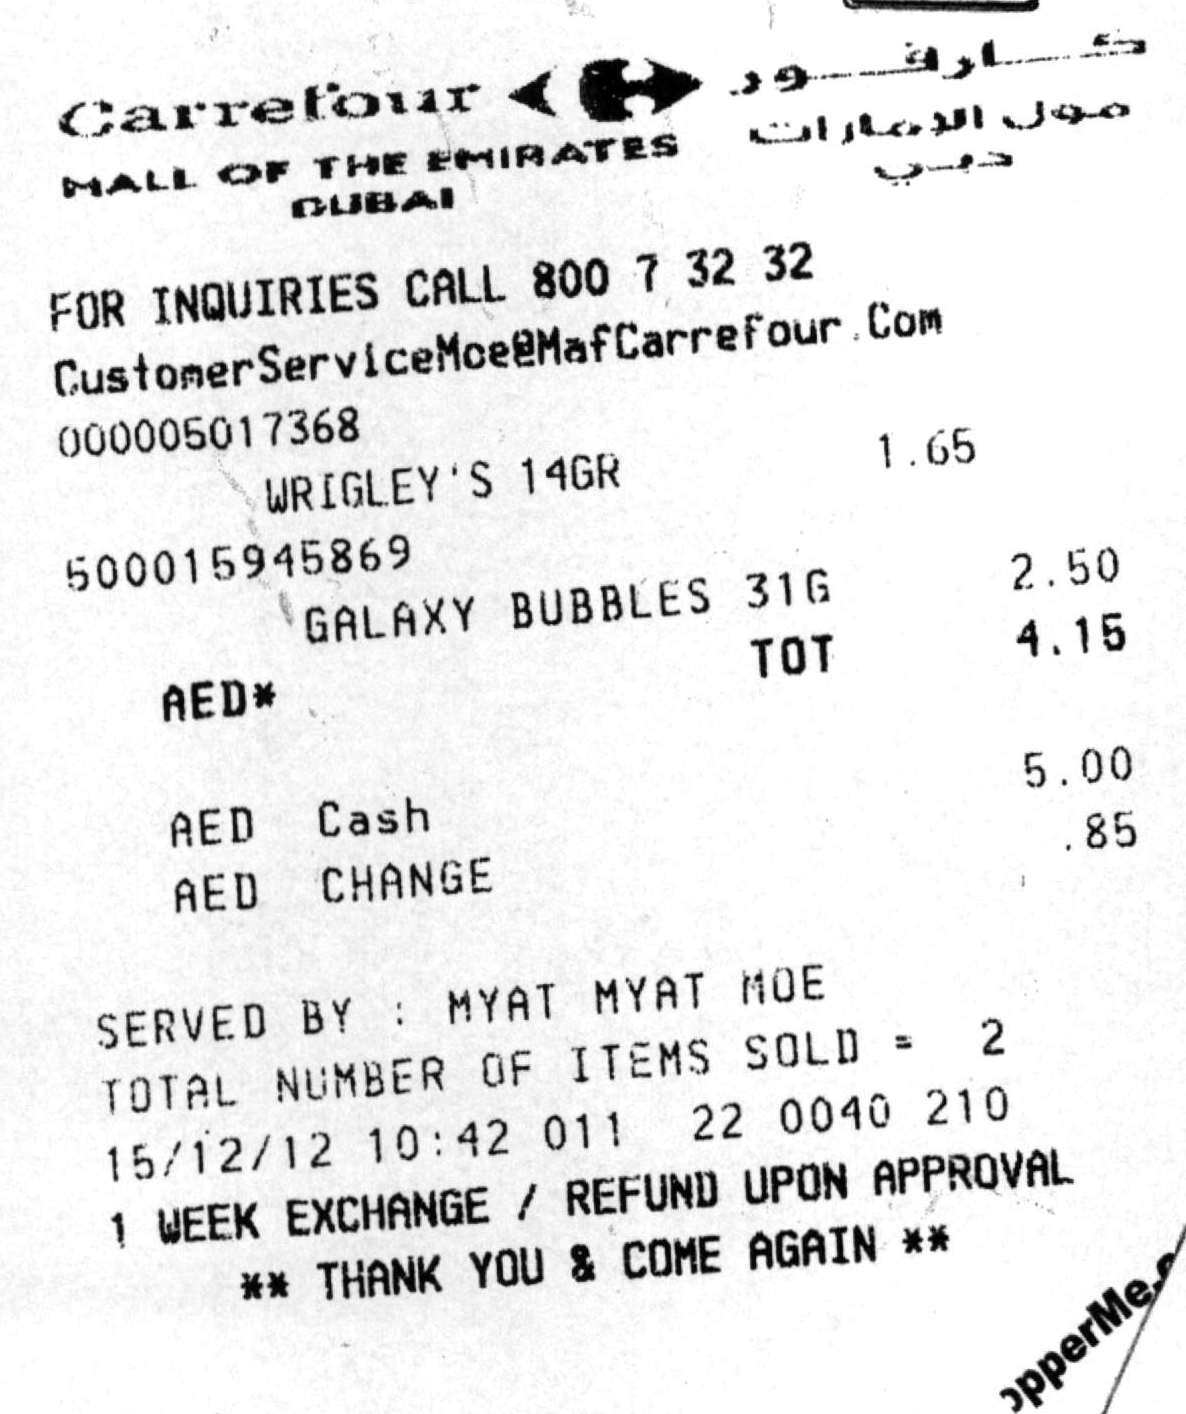 Carrefour كارفور
MALL OF THE EMIRATES مول الإمارات
DUBAI دبي
FOR INQUIRIES CALL 800 7 32 32
CustomerServiceMoe@MafCarrefour.Com
000005017368
WRIGLEY'S 14GR 1.65
500015945869
GALAXY BUBBLES 31G 2.50
AED* TOT 4.15
AED Cash 5.00
AED CHANGE .85
SERVED BY : MYAT MYAT MOE
TOTAL NUMBER OF ITEMS SOLD = 2
15/12/12 10:42 011 22 0040 210
1 WEEK EXCHANGE / REFUND UPON APPROVAL
** THANK YOU & COME AGAIN **